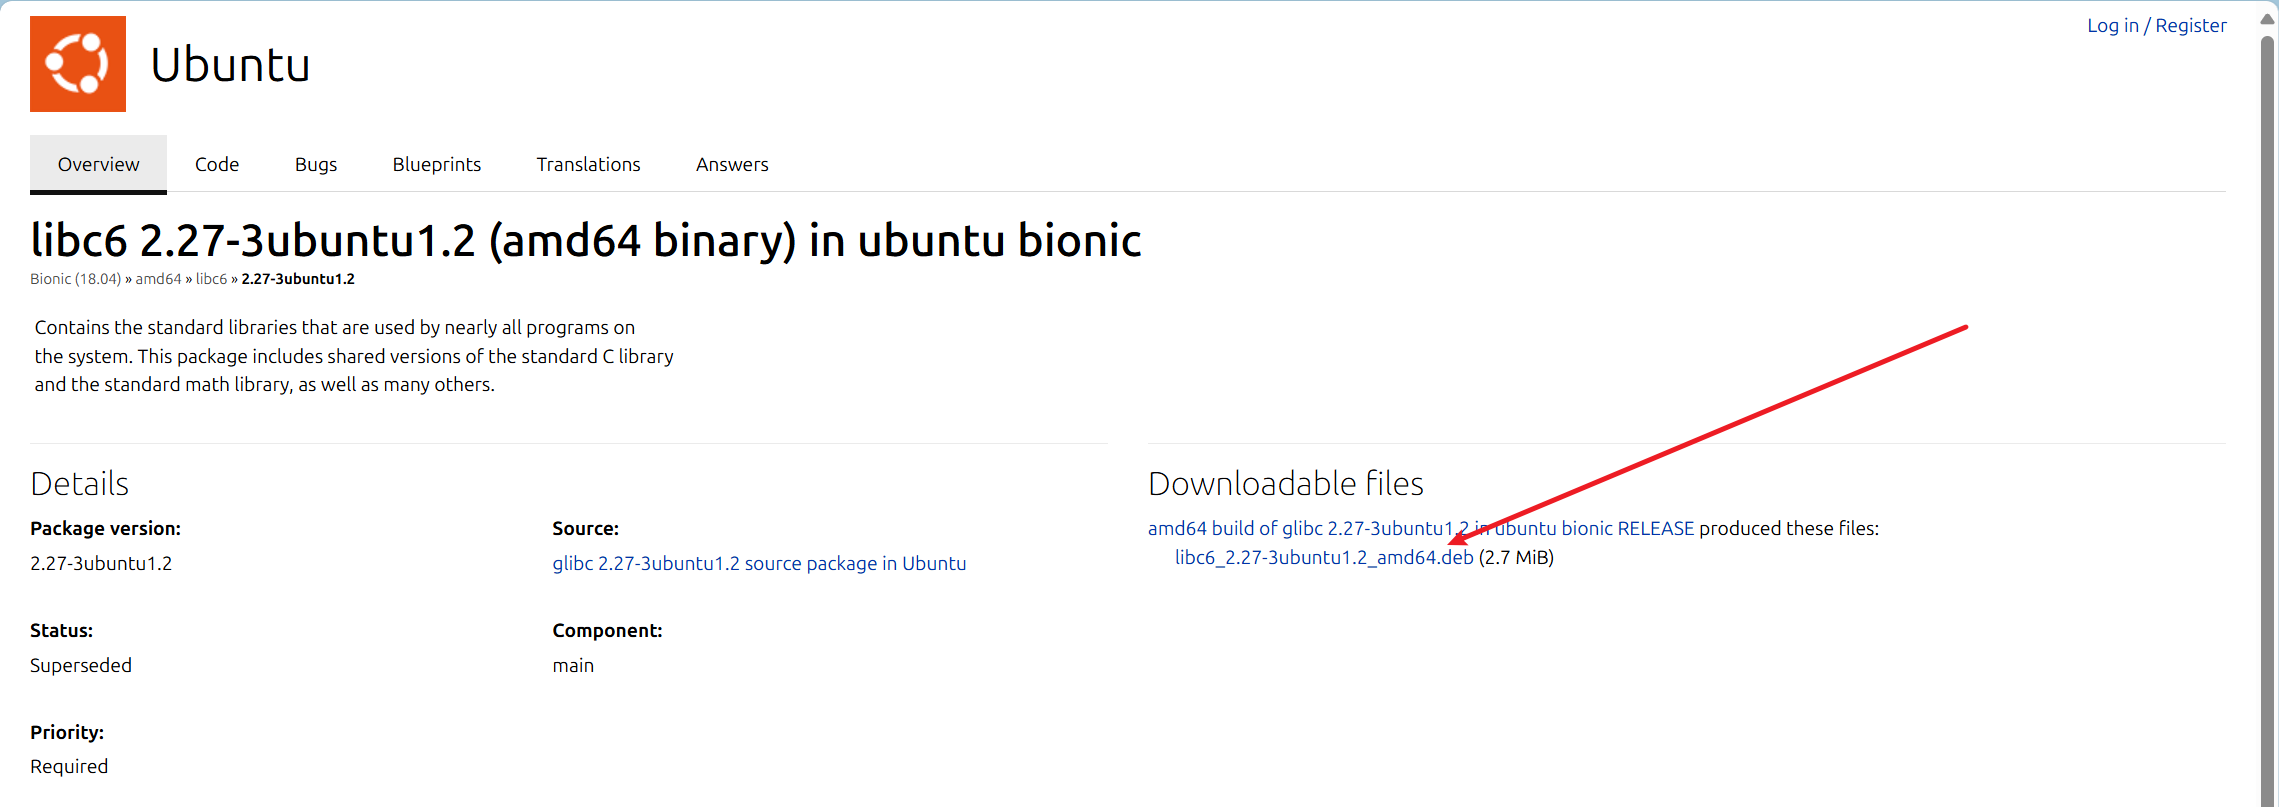 Log in / Register
Ubuntu
Overview Code Bugs Blueprints Translations Answers
libc6 2.27-3ubuntu1.2 (amd64 binary) in ubuntu bionic
Bionic (18.04) » amd64 » libc6 » 2.27-3ubuntu1.2
Contains the standard libraries that are used by nearly all programs on
the system. This package includes shared versions of the standard C library
and the standard math library, as well as many others.
Details
Package version:
2.27-3ubuntu1.2
Source:
glibc 2.27-3ubuntu1.2 source package in Ubuntu
Status:
Superseded
Component:
main
Priority:
Required
Downloadable files
amd64 build of glibc 2.27-3ubuntu1.2 in ubuntu bionic RELEASE produced these files:
libc6_2.27-3ubuntu1.2_amd64.deb (2.7 MiB)